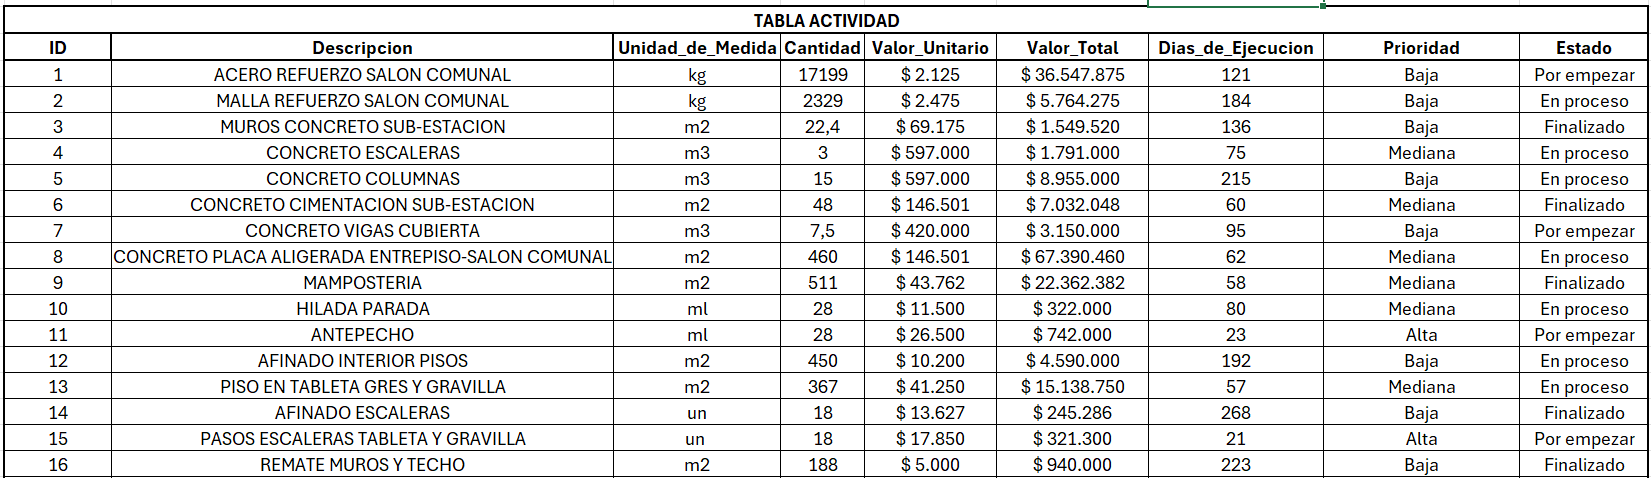 TABLA ACTIVIDAD
ID Descripcion Unidad_de_Medida Cantidad Valor_Unitario Valor_Total Dias_de_Ejecucion Prioridad Estado
1 ACERO REFUERZO SALON COMUNAL kg 17199 $ 2.125 $ 36.547.875 121 Baja Por empezar
2 MALLA REFUERZO SALON COMUNAL kg 2329 $ 2.475 $ 5.764.275 184 Baja En proceso
3 MUROS CONCRETO SUB-ESTACION m2 22,4 $ 69.175 $ 1.549.520 136 Baja Finalizado
4 CONCRETO ESCALERAS m3 3 $ 597.000 $ 1.791.000 75 Mediana En proceso
5 CONCRETO COLUMNAS m3 15 $ 597.000 $ 8.955.000 215 Baja En proceso
6 CONCRETO CIMENTACION SUB-ESTACION m2 48 $ 146.501 $ 7.032.048 60 Mediana Finalizado
7 CONCRETO VIGAS CUBIERTA m3 7,5 $ 420.000 $ 3.150.000 95 Baja Por empezar
8 CONCRETO PLACA ALIGERADA ENTREPISO-SALON COMUNAL m2 460 $ 146.501 $ 67.390.460 62 Mediana En proceso
9 MAMPOSTERIA m2 511 $ 43.762 $ 22.362.382 58 Mediana Finalizado
10 HILADA PARADA ml 28 $ 11.500 $ 322.000 80 Mediana En proceso
11 ANTEPECHO ml 28 $ 26.500 $ 742.000 23 Alta Por empezar
12 AFINADO INTERIOR PISOS m2 450 $ 10.200 $ 4.590.000 192 Baja En proceso
13 PISO EN TABLETA GRES Y GRAVILLA m2 367 $ 41.250 $ 15.138.750 57 Mediana En proceso
14 AFINADO ESCALERAS un 18 $ 13.627 $ 245.286 268 Baja Finalizado
15 PASOS ESCALERAS TABLETA Y GRAVILLA un 18 $ 17.850 $ 321.300 21 Alta Por empezar
16 REMATE MUROS Y TECHO m2 188 $ 5.000 $ 940.000 223 Baja Finalizado